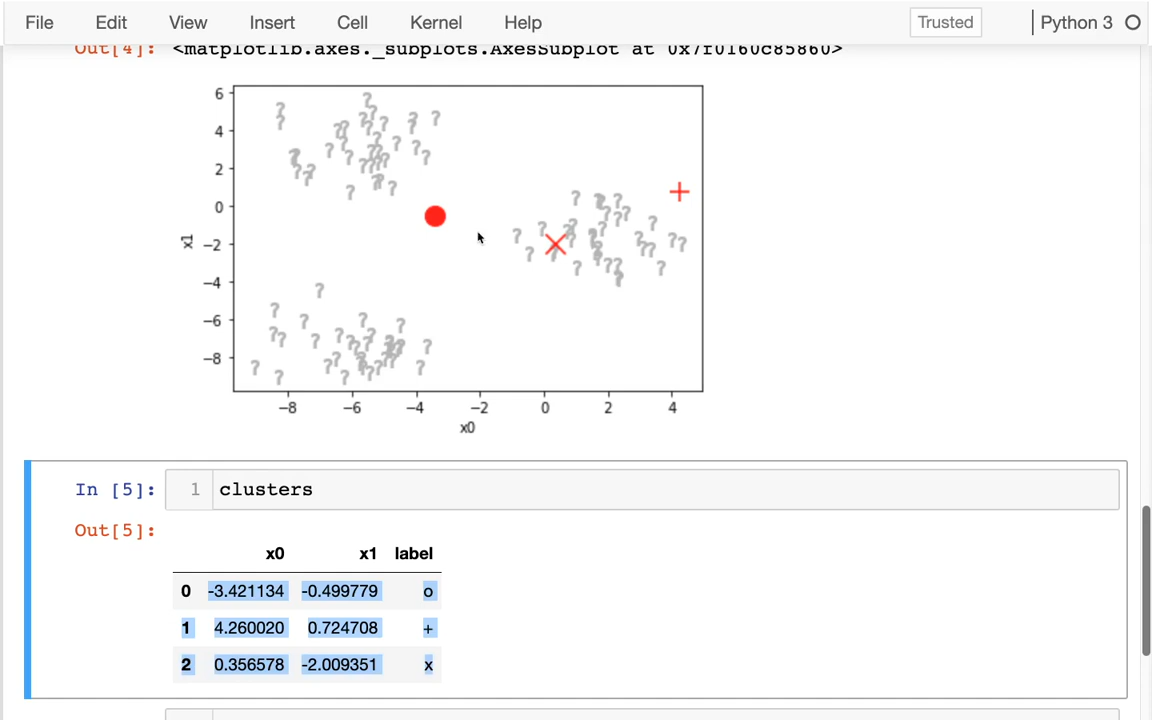 File Edit View Insert Cell Kernel Help Trusted Python 3
Out[4]: <matplotlib.axes._subplots.AxesSubplot at 0x7f0160c85860>
6
4
2
0
−2
−4
−6
−8
x1
−8 −6 −4 −2 0 2 4
x0
In [5]: 1 clusters
Out[5]:
x0 x1 label
0 -3.421134 -0.499779 o
1 4.260020 0.724708 +
2 0.356578 -2.009351 x